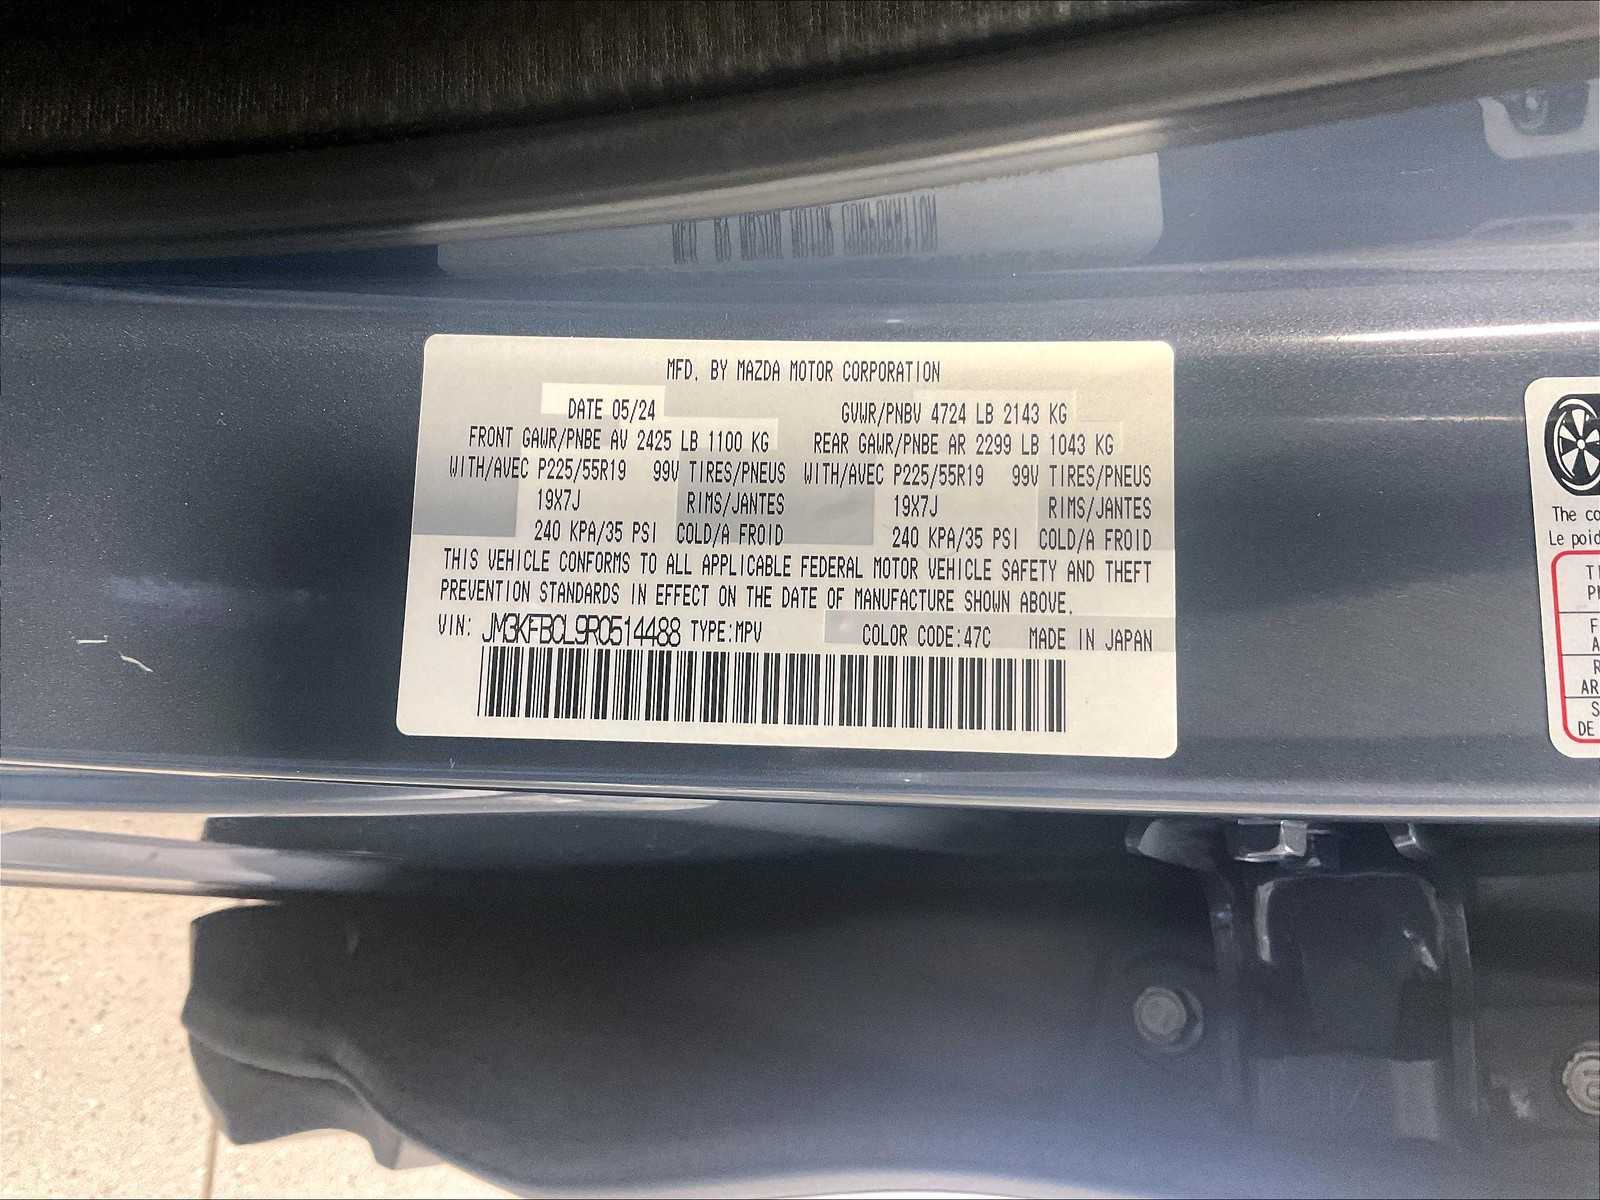 MFD. BY MAZDA MOTOR CORPORATION
DATE 05/24 GVWR/PNBV 4724 LB 2143 KG
FRONT GAWR/PNBE AV 2425 LB 1100 KG REAR GAWR/PNBE AR 2299 LB 1043 KG
WITH/AVEC P225/55R19 99V TIRES/PNEUS WITH/AVEC P225/55R19 99V TIRES/PNEUS
19X7J RIMS/JANTES 19X7J RIMS/JANTES
240 KPA/35 PSI COLD/A FROID 240 KPA/35 PSI COLD/A FROID
THIS VEHICLE CONFORMS TO ALL APPLICABLE FEDERAL MOTOR VEHICLE SAFETY AND THEFT
PREVENTION STANDARDS IN EFFECT ON THE DATE OF MANUFACTURE SHOWN ABOVE.
VIN: JM3KFBCL9R0514488 TYPE:MPV COLOR CODE:47C MADE IN JAPAN
The co
Le poid
TI
F
A
R
AR
S
DE